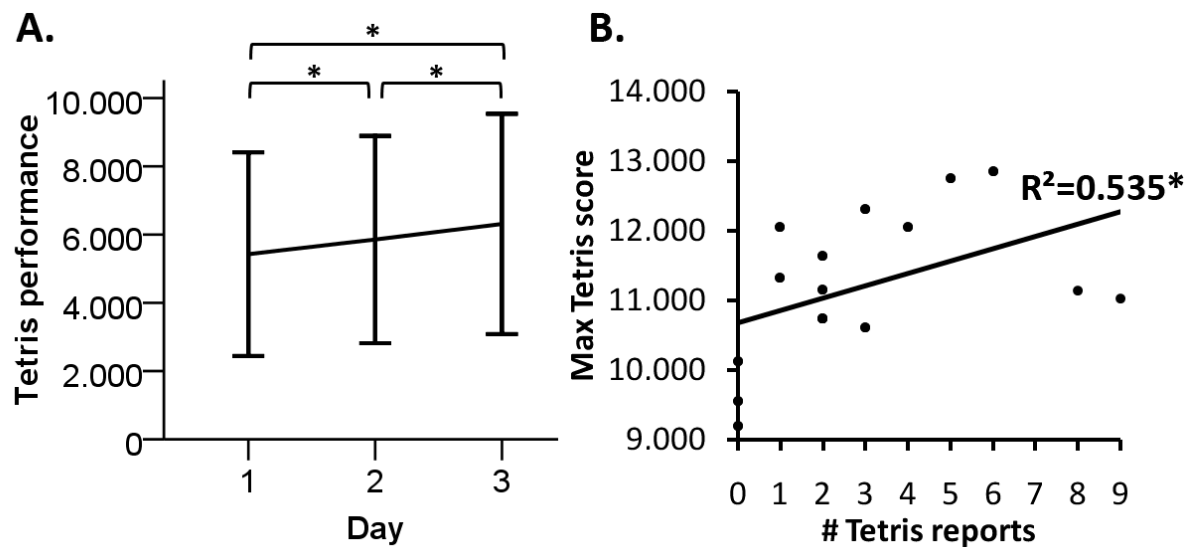 A.
*
* *
Tetris performance
10.000
8.000
6.000
4.000
2.000
0
1 2 3
Day
B.
Max Tetris score
14.000
13.000
12.000
11.000
10.000
9.000
R²=0.535*
0 1 2 3 4 5 6 7 8 9
# Tetris reports